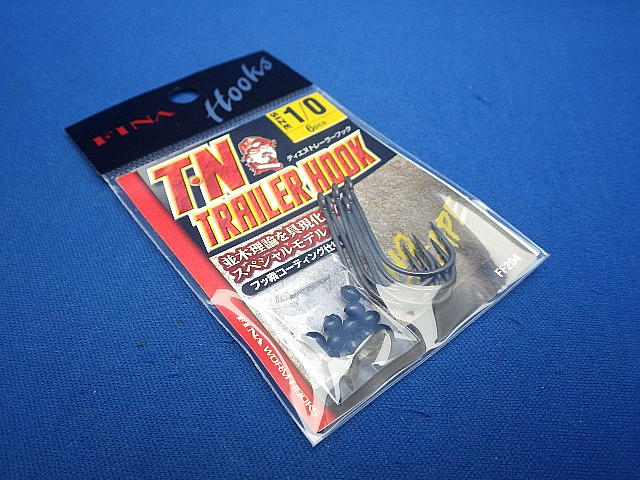 FINA
Hooks
SIZE
1/0
6pcs
ティエヌトレーラーフック
T・N
TRAILER HOOK
並木理論を具現化
スペシャルモデル
フッ素コーティング仕
FF204
FINA WORM HOOKS